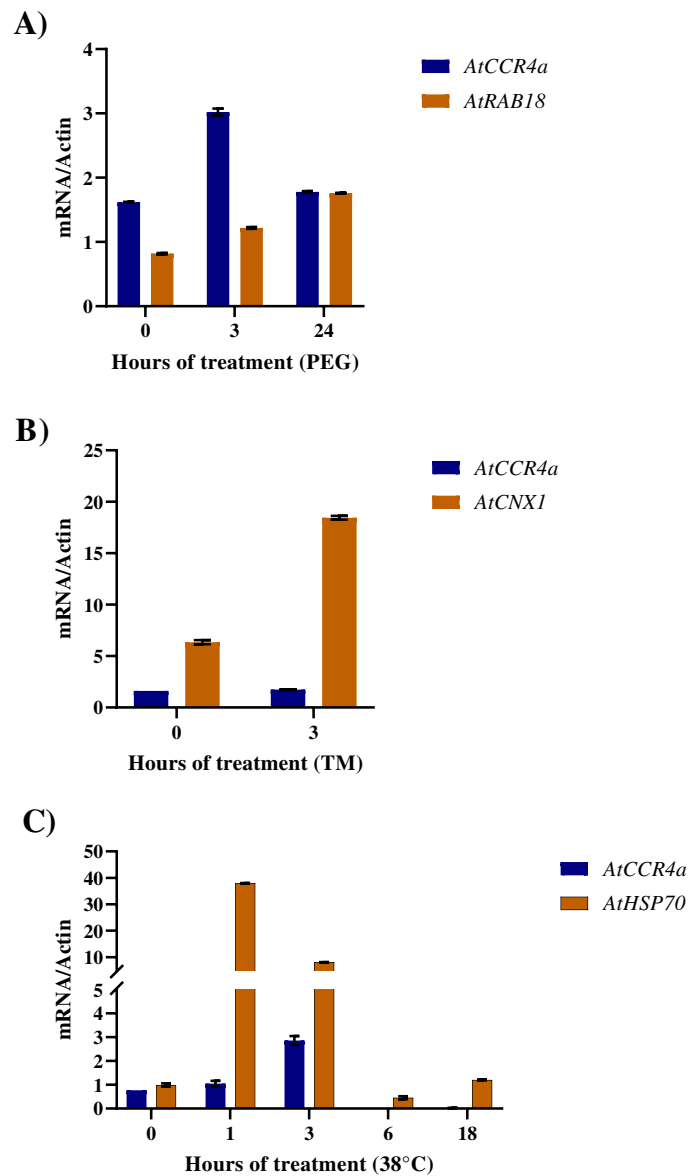 A)
AtCCR4a
AtRAB18
mRNA/Actin
4
3
2
1
0
0 3 24
Hours of treatment (PEG)
B)
AtCCR4a
AtCNX1
mRNA/Actin
25
20
15
10
5
0
0 3
Hours of treatment (TM)
C)
AtCCR4a
AtHSP70
mRNA/Actin
50
40
30
20
10
5
3
2
1
0
0 1 3 6 18
Hours of treatment (38°C)